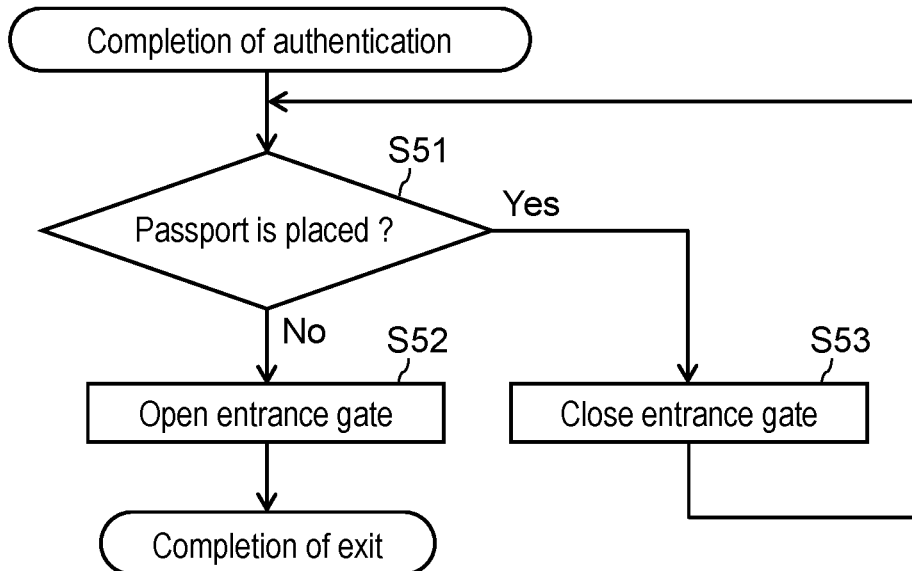 Completion of authentication
S51
Passport is placed ?
Yes
No
S52
S53
Open entrance gate
Close entrance gate
Completion of exit